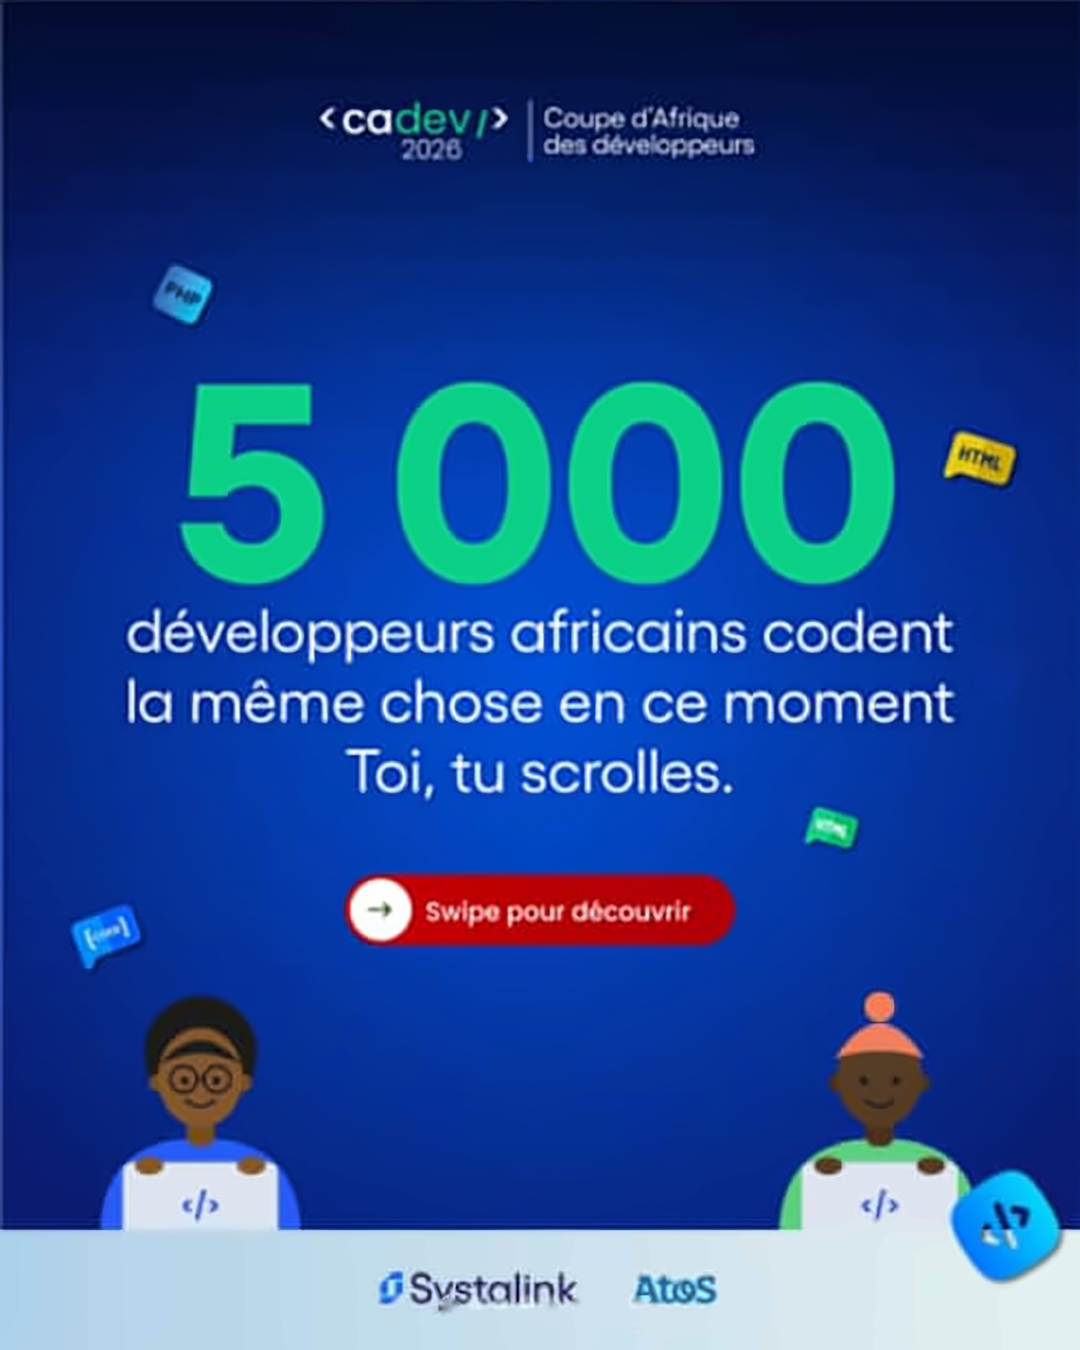 <cadev/>
2026
Coupe d'Afrique
des développeurs
PHP
5 000
HTML
développeurs africains codent
la même chose en ce moment
Toi, tu scrolles.
HTML
→ Swipe pour découvrir
</>
</>
</>
Systalink
Atos